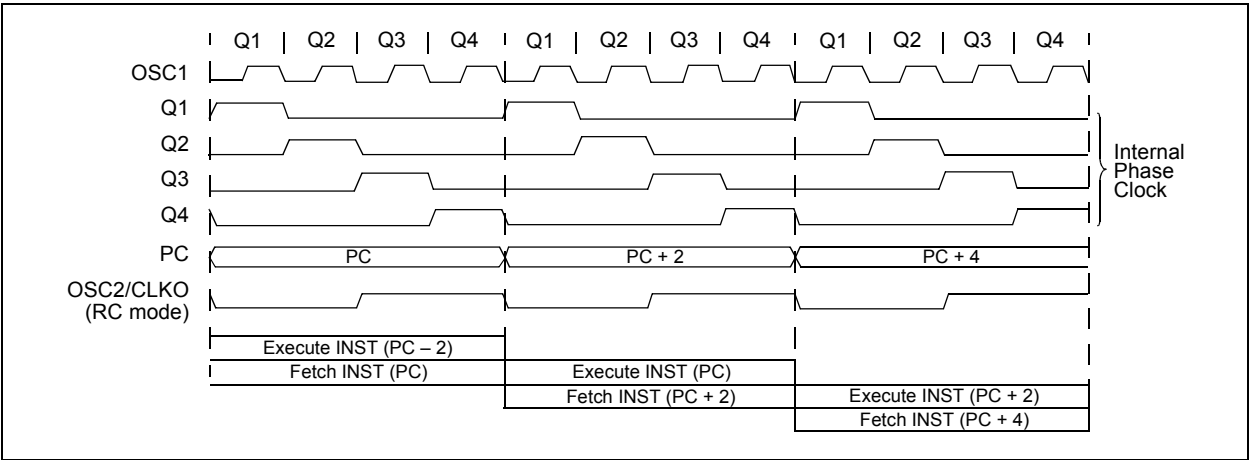 Q1 Q2 Q3 Q4 Q1 Q2 Q3 Q4 Q1 Q2 Q3 Q4
OSC1
Q1
Q2
Q3
Q4
Internal
Phase
Clock
PC PC PC + 2 PC + 4
OSC2/CLKO
(RC mode)
Execute INST (PC – 2)
Fetch INST (PC) Execute INST (PC)
Fetch INST (PC + 2) Execute INST (PC + 2)
Fetch INST (PC + 4)